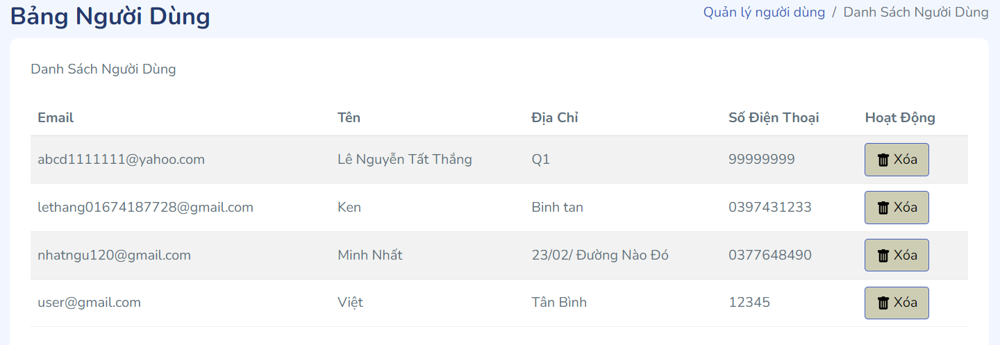 Bảng Người Dùng
Quản lý người dùng / Danh Sách Người Dùng
Danh Sách Người Dùng
Email Tên Địa Chỉ Số Điện Thoại Hoạt Động
abcd1111111@yahoo.com Lê Nguyễn Tất Thắng Q1 99999999 Xóa
lethang01674187728@gmail.com Ken Binh tan 0397431233 Xóa
nhatngu120@gmail.com Minh Nhất 23/02/ Đường Nào Đó 0377648490 Xóa
user@gmail.com Việt Tân Bình 12345 Xóa